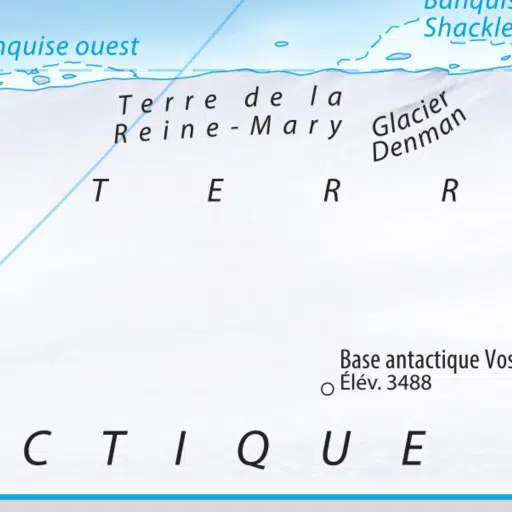 Banquis
Shackle
nquise ouest
Terre de la
Reine-Mary
Glacier
Denman
T E R R
Base antactique Vos
Élév. 3488
C T I Q U E